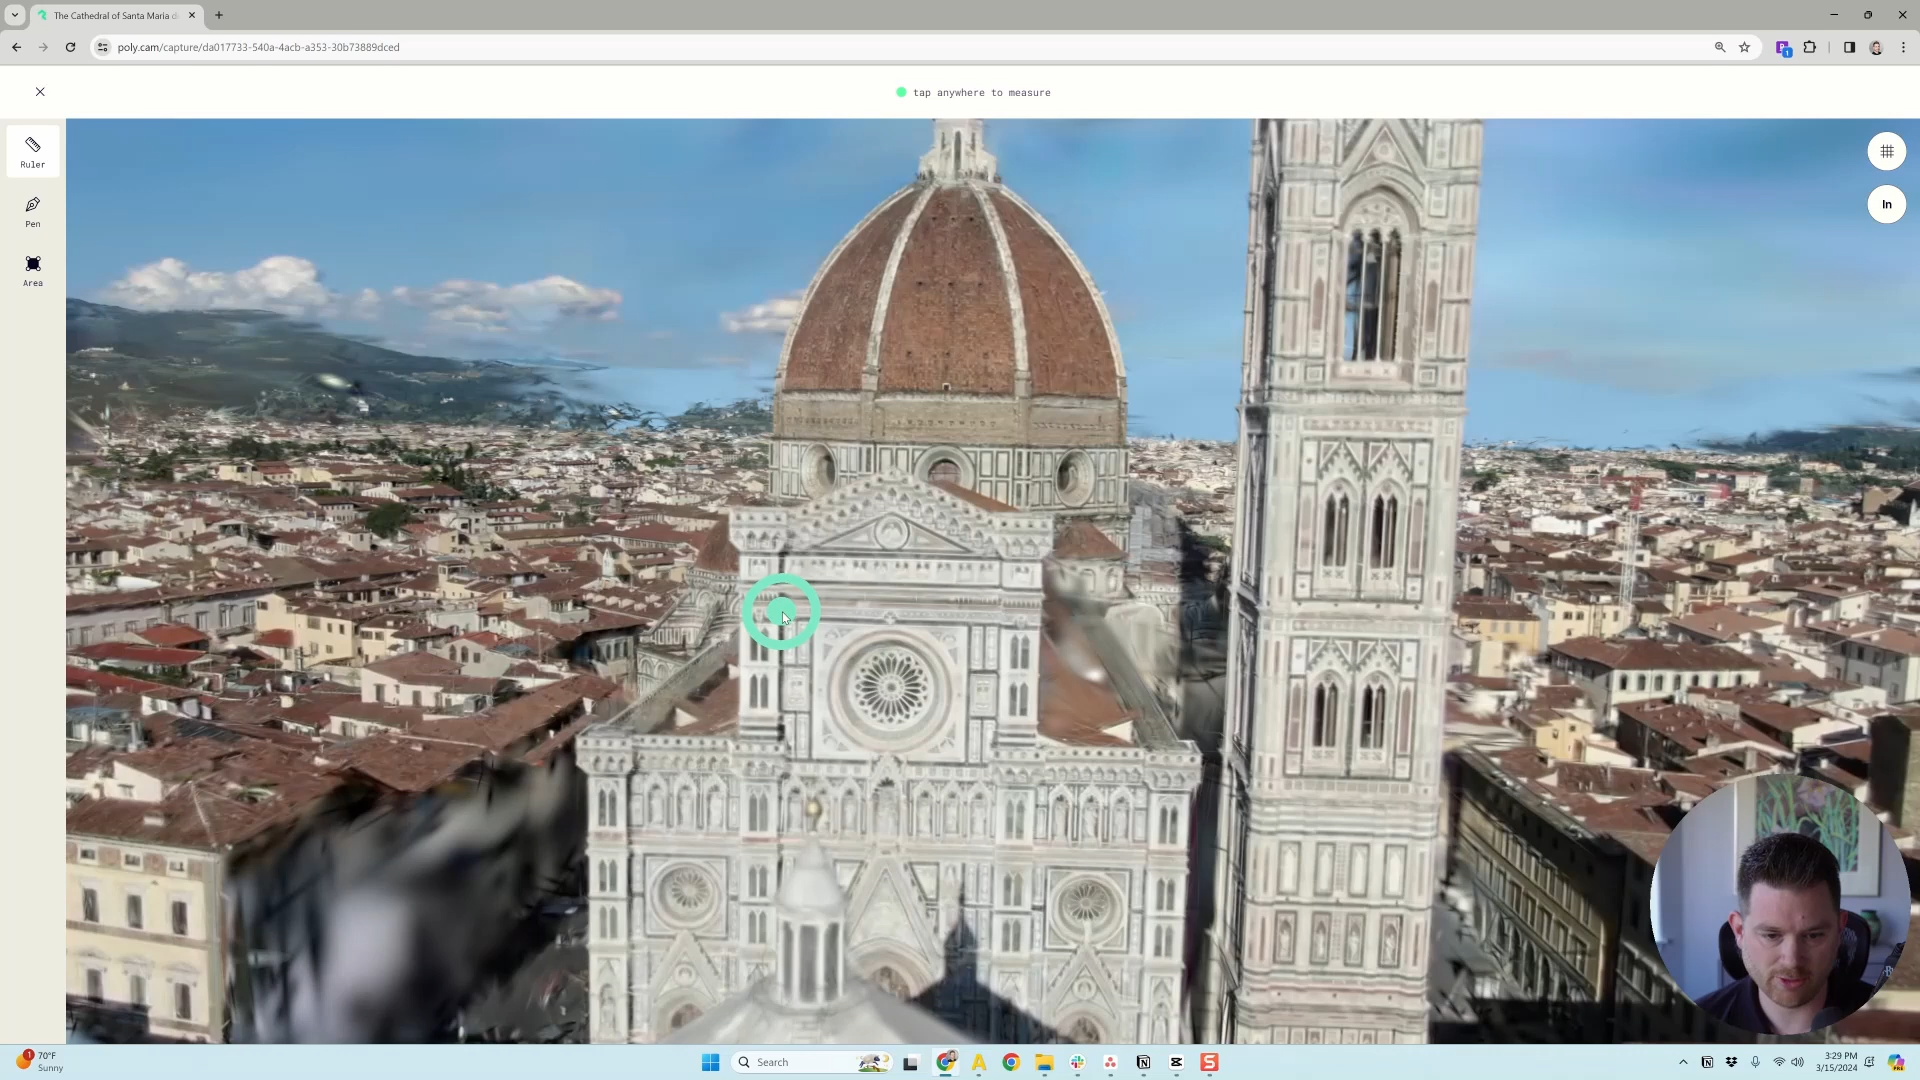 The Cathedral of Santa Maria d
poly.cam/capture/da017733-540a-4acb-a353-30b73889dced
tap anywhere to measure
Ruler
Pen
Area
In
1
70°F
Sunny
Search
3:29 PM
3/15/2024